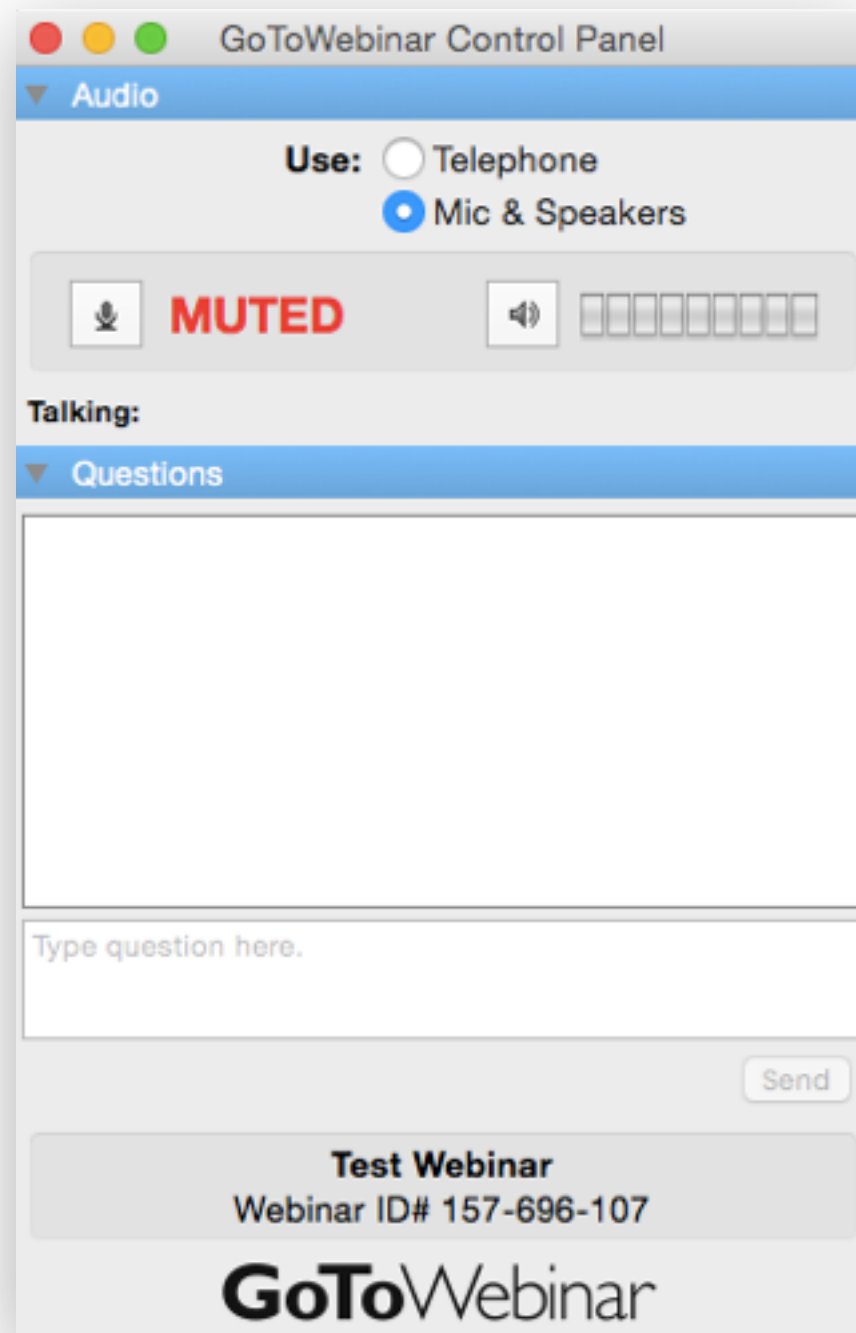 GoToWebinar Control Panel
Audio
Use: Telephone
Mic & Speakers
MUTED
Talking:
Questions
Type question here.
Send
Test Webinar
Webinar ID# 157-696-107
GoToWebinar